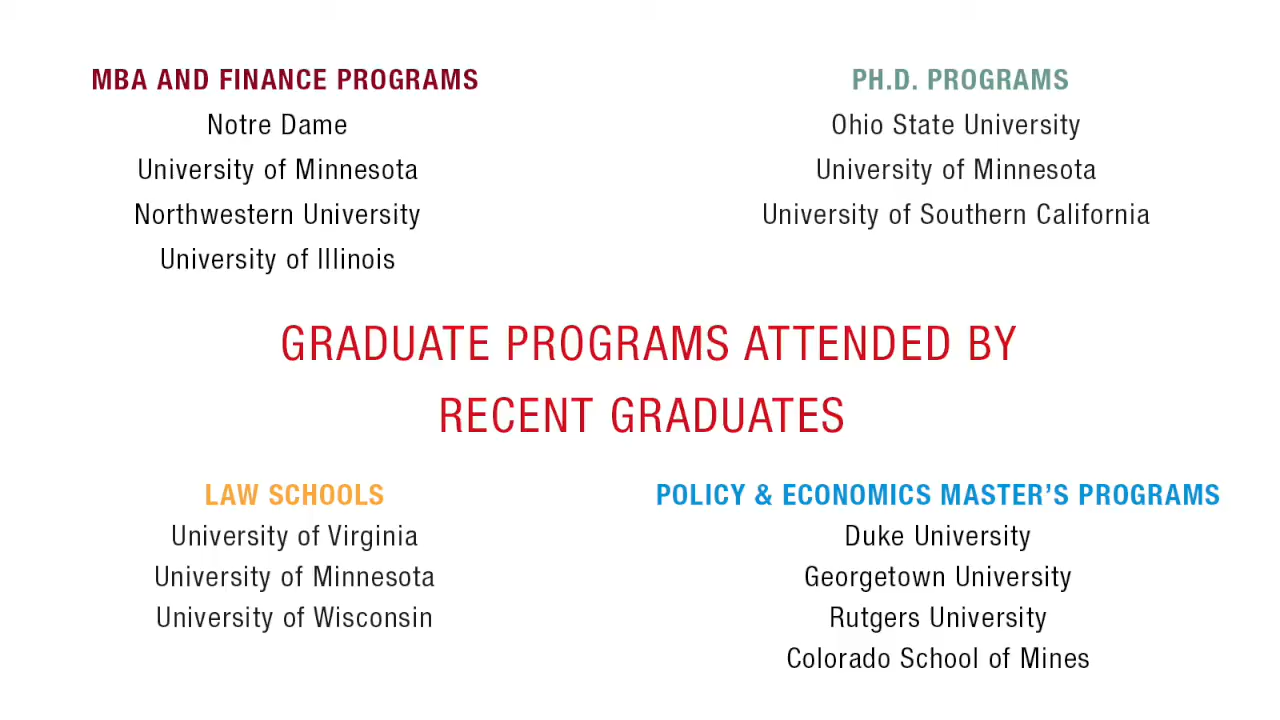 MBA AND FINANCE PROGRAMS
Notre Dame
University of Minnesota
Northwestern University
University of Illinois
PH.D. PROGRAMS
Ohio State University
University of Minnesota
University of Southern California
GRADUATE PROGRAMS ATTENDED BY
RECENT GRADUATES
LAW SCHOOLS
University of Virginia
University of Minnesota
University of Wisconsin
POLICY & ECONOMICS MASTER’S PROGRAMS
Duke University
Georgetown University
Rutgers University
Colorado School of Mines